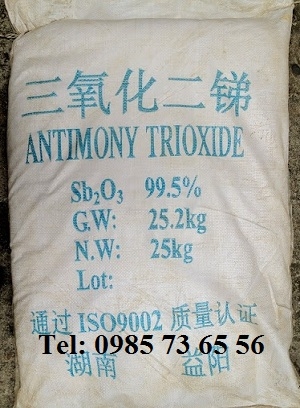 三氧化二锑
ANTIMONY TRIOXIDE
Sb₂O₃ 99.5%
G.W: 25.2kg
N.W: 25kg
Lot:
通过 ISO9002 质量认证
Tel: 0985 73 65 56
湖南 益阳